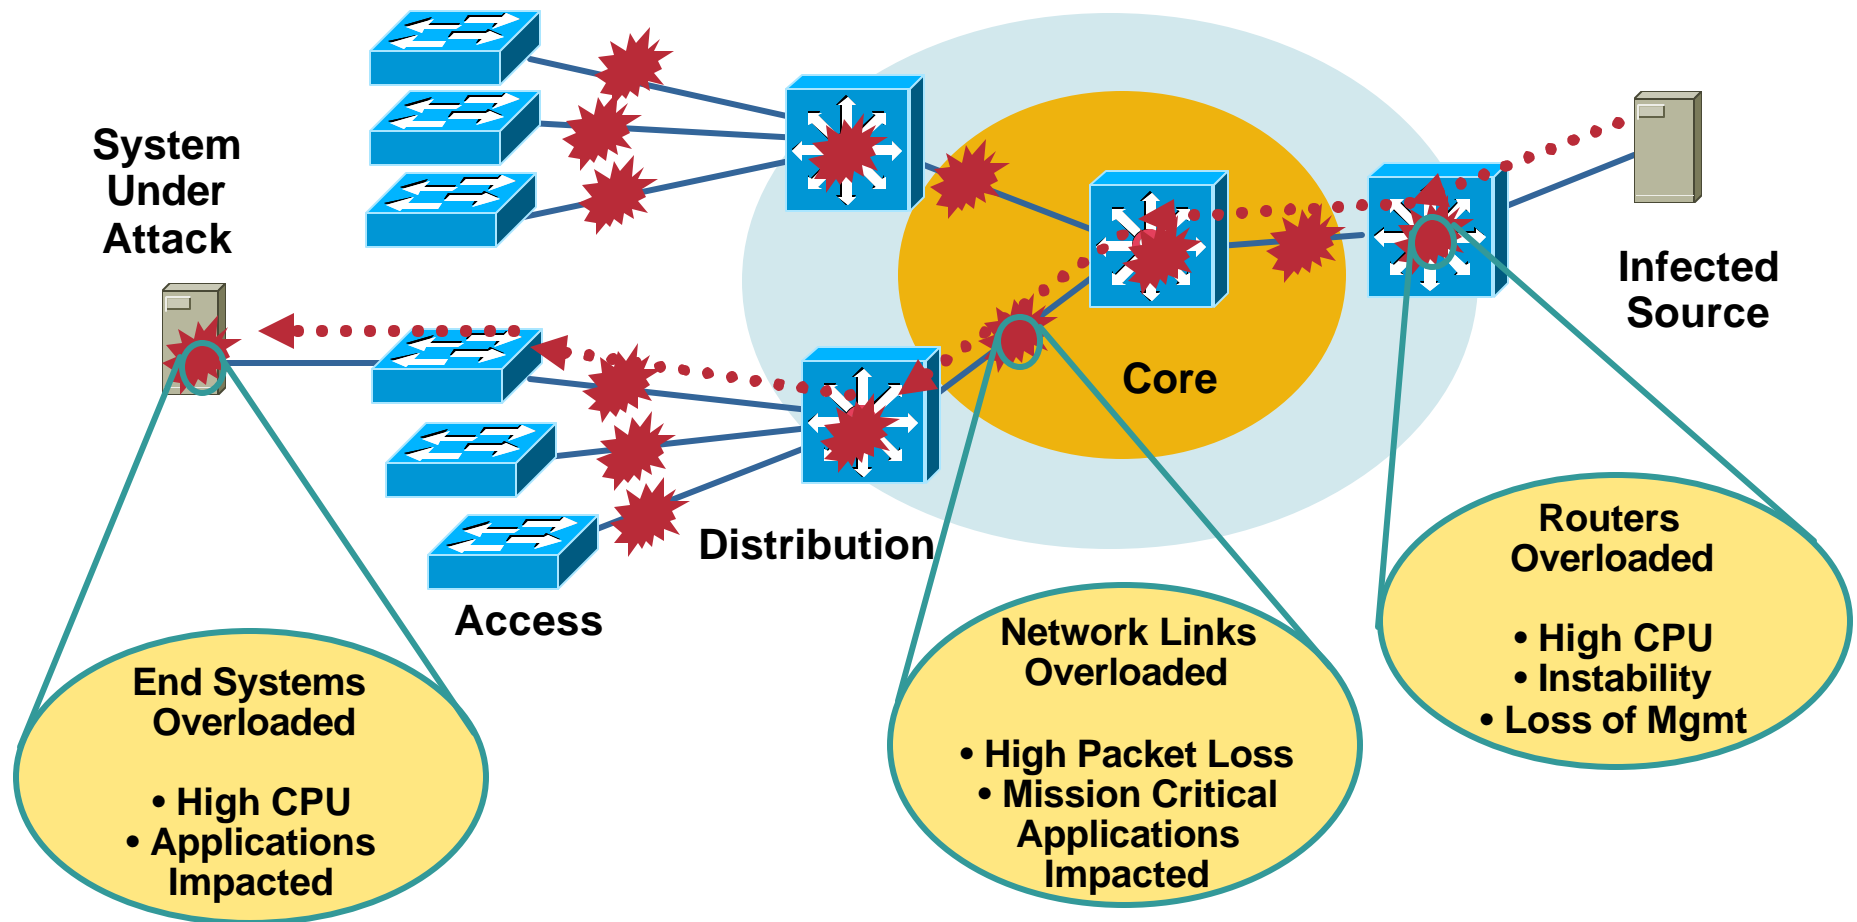 System
Under
Attack
Infected
Source
Core
Distribution
Access
End Systems
Overloaded
• High CPU
• Applications
Impacted
Network Links
Overloaded
• High Packet Loss
• Mission Critical
Applications
Impacted
Routers
Overloaded
• High CPU
• Instability
• Loss of Mgmt